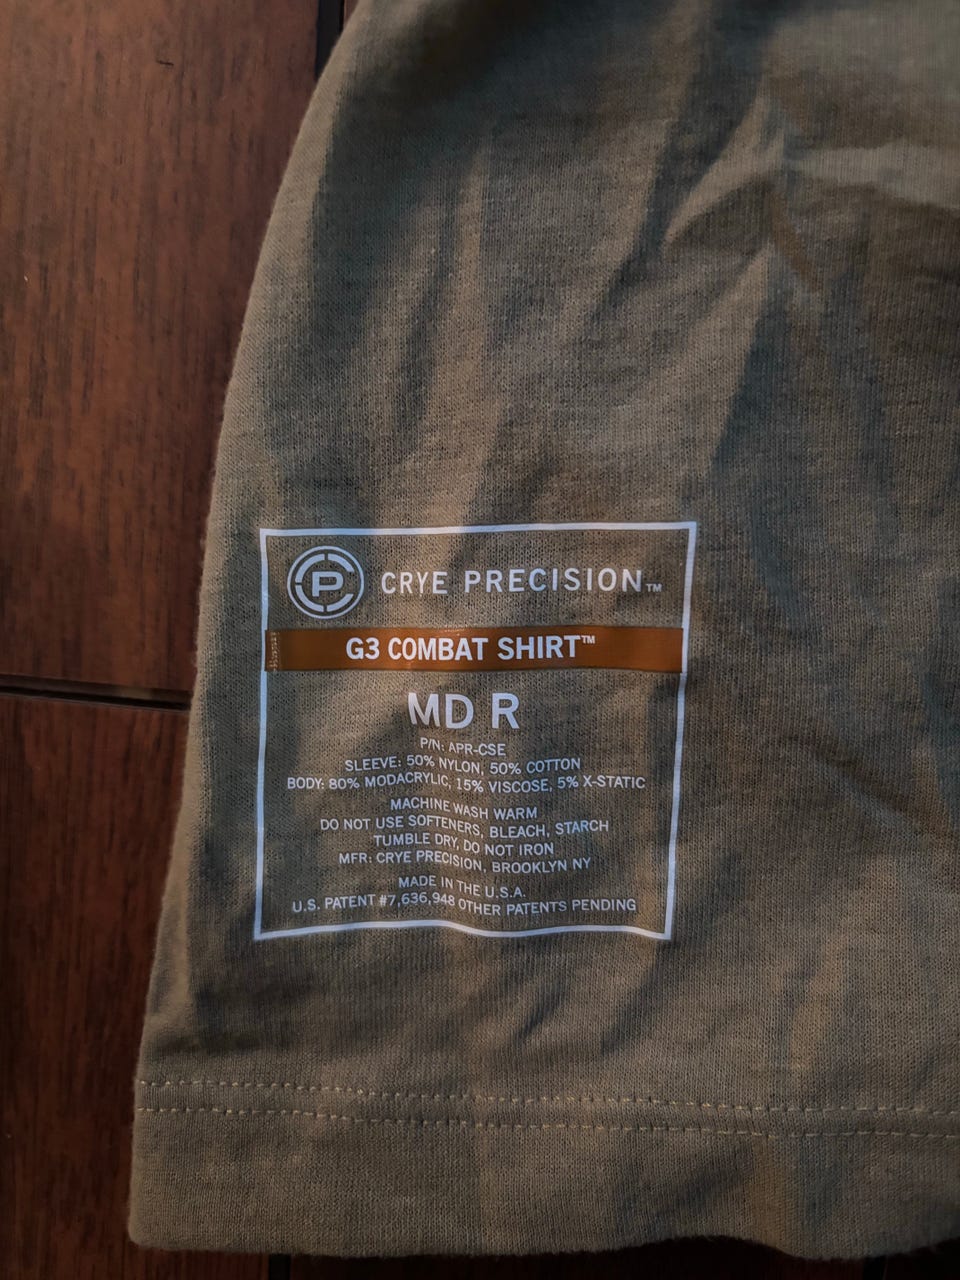 P CRYE PRECISION™
G3 COMBAT SHIRT™
MD R
P/N: APR-CSE
SLEEVE: 50% NYLON, 50% COTTON
BODY: 80% MODACRYLIC, 15% VISCOSE, 5% X-STATIC
MACHINE WASH WARM
DO NOT USE SOFTENERS, BLEACH, STARCH
TUMBLE DRY, DO NOT IRON
MFR: CRYE PRECISION, BROOKLYN NY
MADE IN THE U.S.A.
U.S. PATENT #7,636,948 OTHER PATENTS PENDING